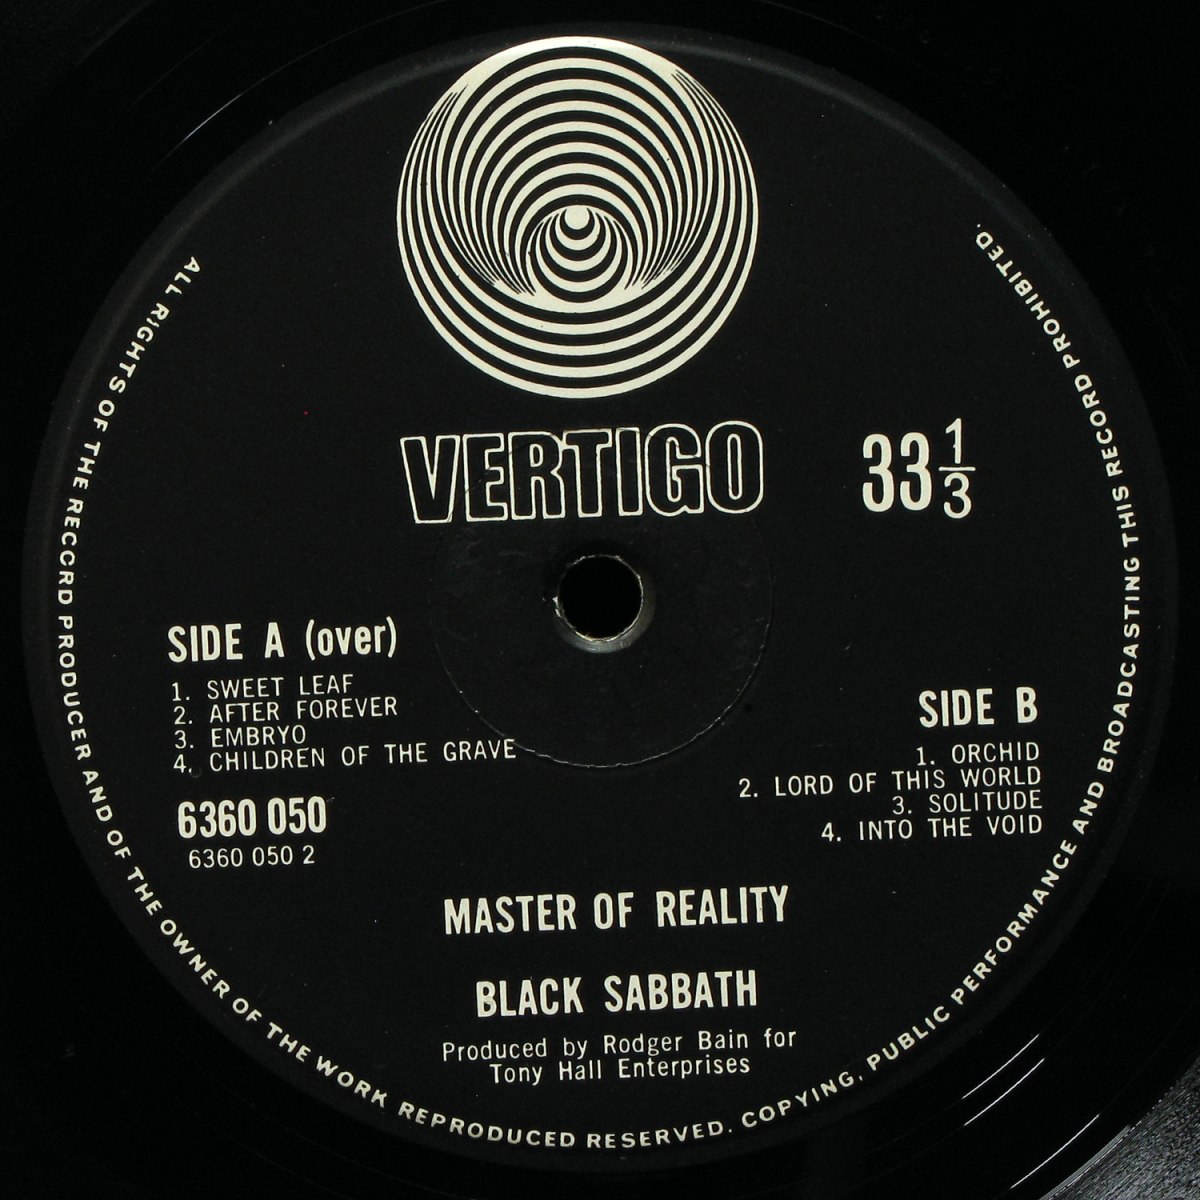 VERTIGO
33 1/3
SIDE A (over)
1. SWEET LEAF
2. AFTER FOREVER
3. EMBRYO
4. CHILDREN OF THE GRAVE
6360 050
6360 050 2
SIDE B
1. ORCHID
2. LORD OF THIS WORLD
3. SOLITUDE
4. INTO THE VOID
MASTER OF REALITY
BLACK SABBATH
Produced by Rodger Bain for
Tony Hall Enterprises
ALL RIGHTS OF THE RECCRD PRODUCER AND OF THE OWNER OF THE WORK REPRODUCED RESERVED. COPYING, PUBLIC PERFORMANCE AND BROADCASTING THIS RECORD PROHIBITED.